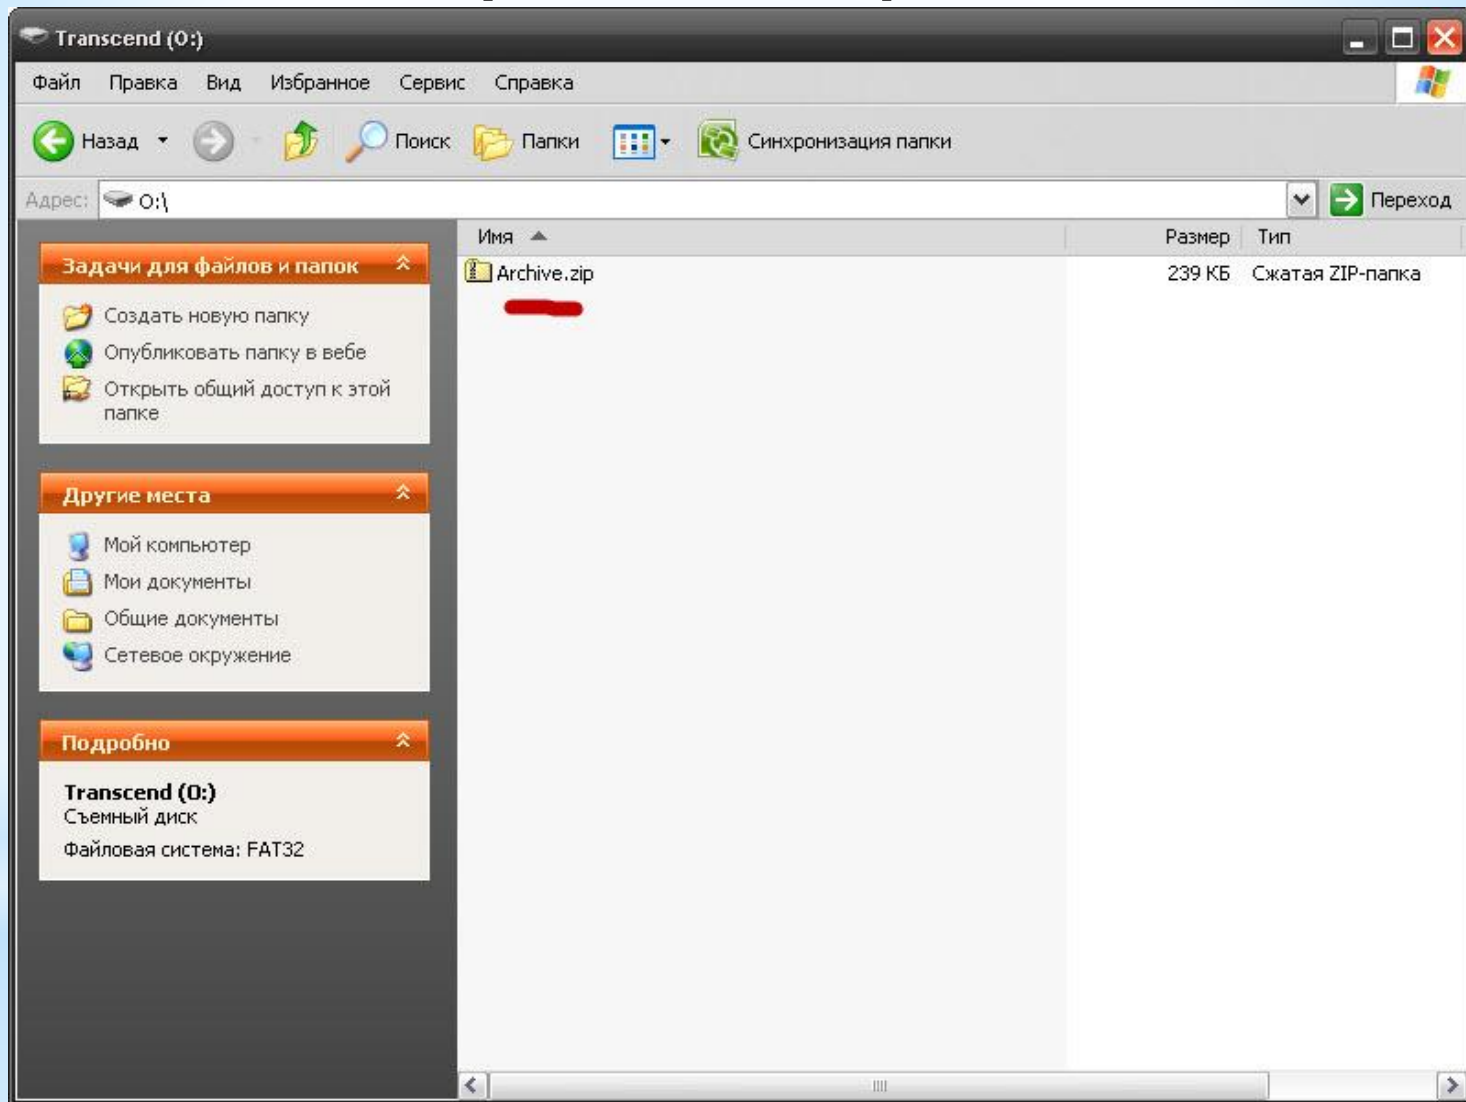 Transcend (O:)
Файл Правка Вид Избранное Сервис Справка
Назад Поиск Папки Синхронизация папки
Адрес: O:\ Переход
Имя Размер Тип
Archive.zip 239 КБ Сжатая ZIP-папка
Задачи для файлов и папок
Создать новую папку
Опубликовать папку в вебе
Открыть общий доступ к этой
папке
Другие места
Мой компьютер
Мои документы
Общие документы
Сетевое окружение
Подробно
Transcend (O:)
Съемный диск
Файловая система: FAT32